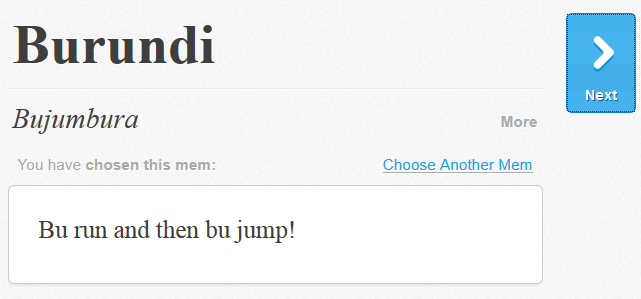 Burundi
Next
Bujumbura
More
You have chosen this mem:
Choose Another Mem
Bu run and then bu jump!